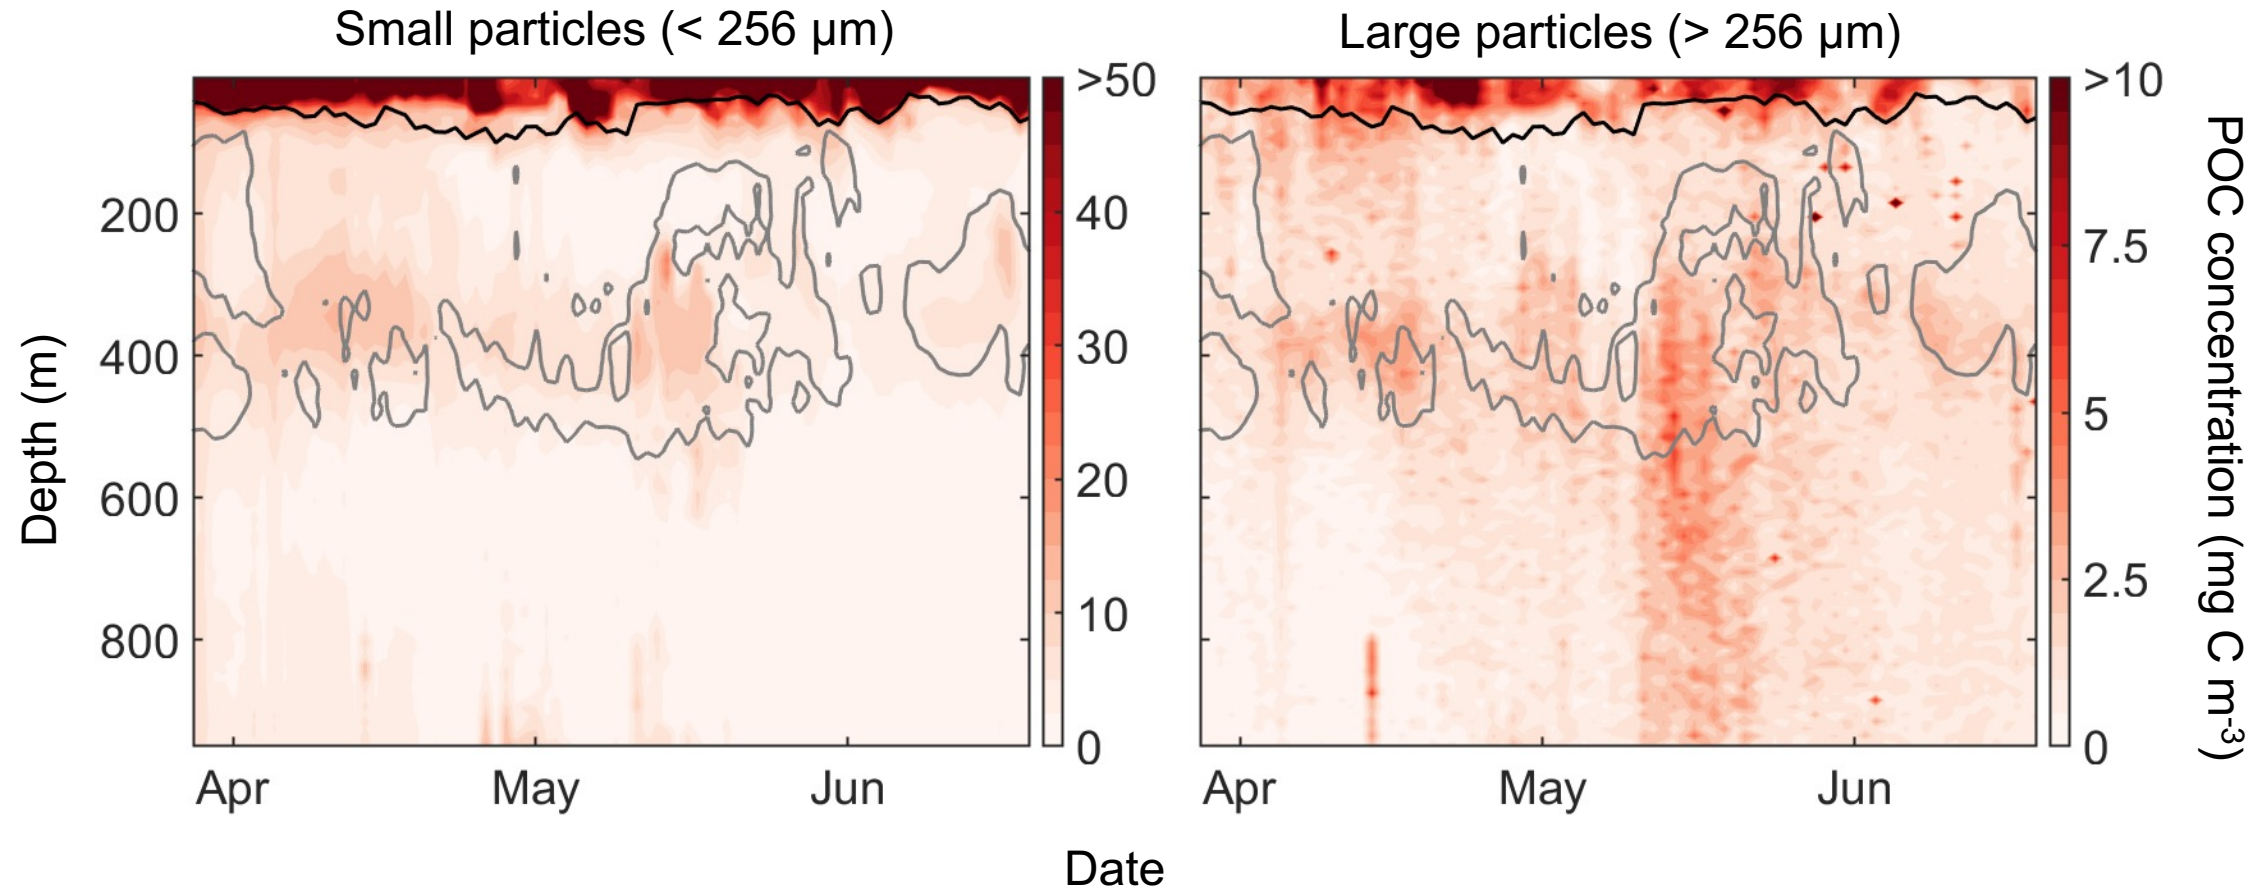 Small particles (< 256 µm)
Large particles (> 256 µm)
Depth (m)
200
400
600
800
Apr
May
Jun
>50
40
30
20
10
0
Apr
May
Jun
>10
7.5
5
2.5
0
POC concentration (mg C m-3)
Date